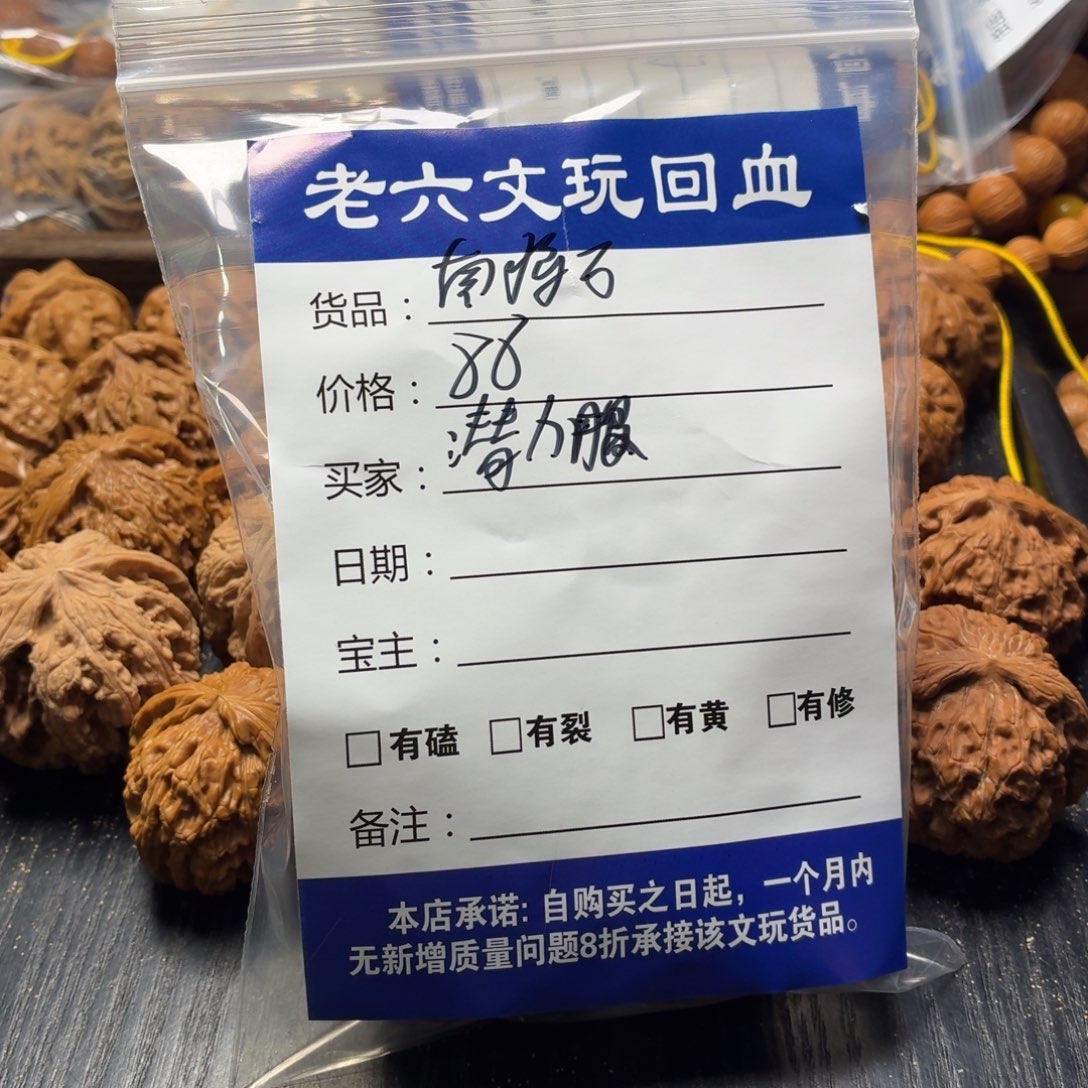 老六文玩回血
货品：南将石
价格：88
买家：潜力股
日期：
宝主：
□有磕 □有裂 □有黄 □有修
备注：
本店承诺：自购买之日起，一个月内
无新增质量问题8折承接该文玩货品。